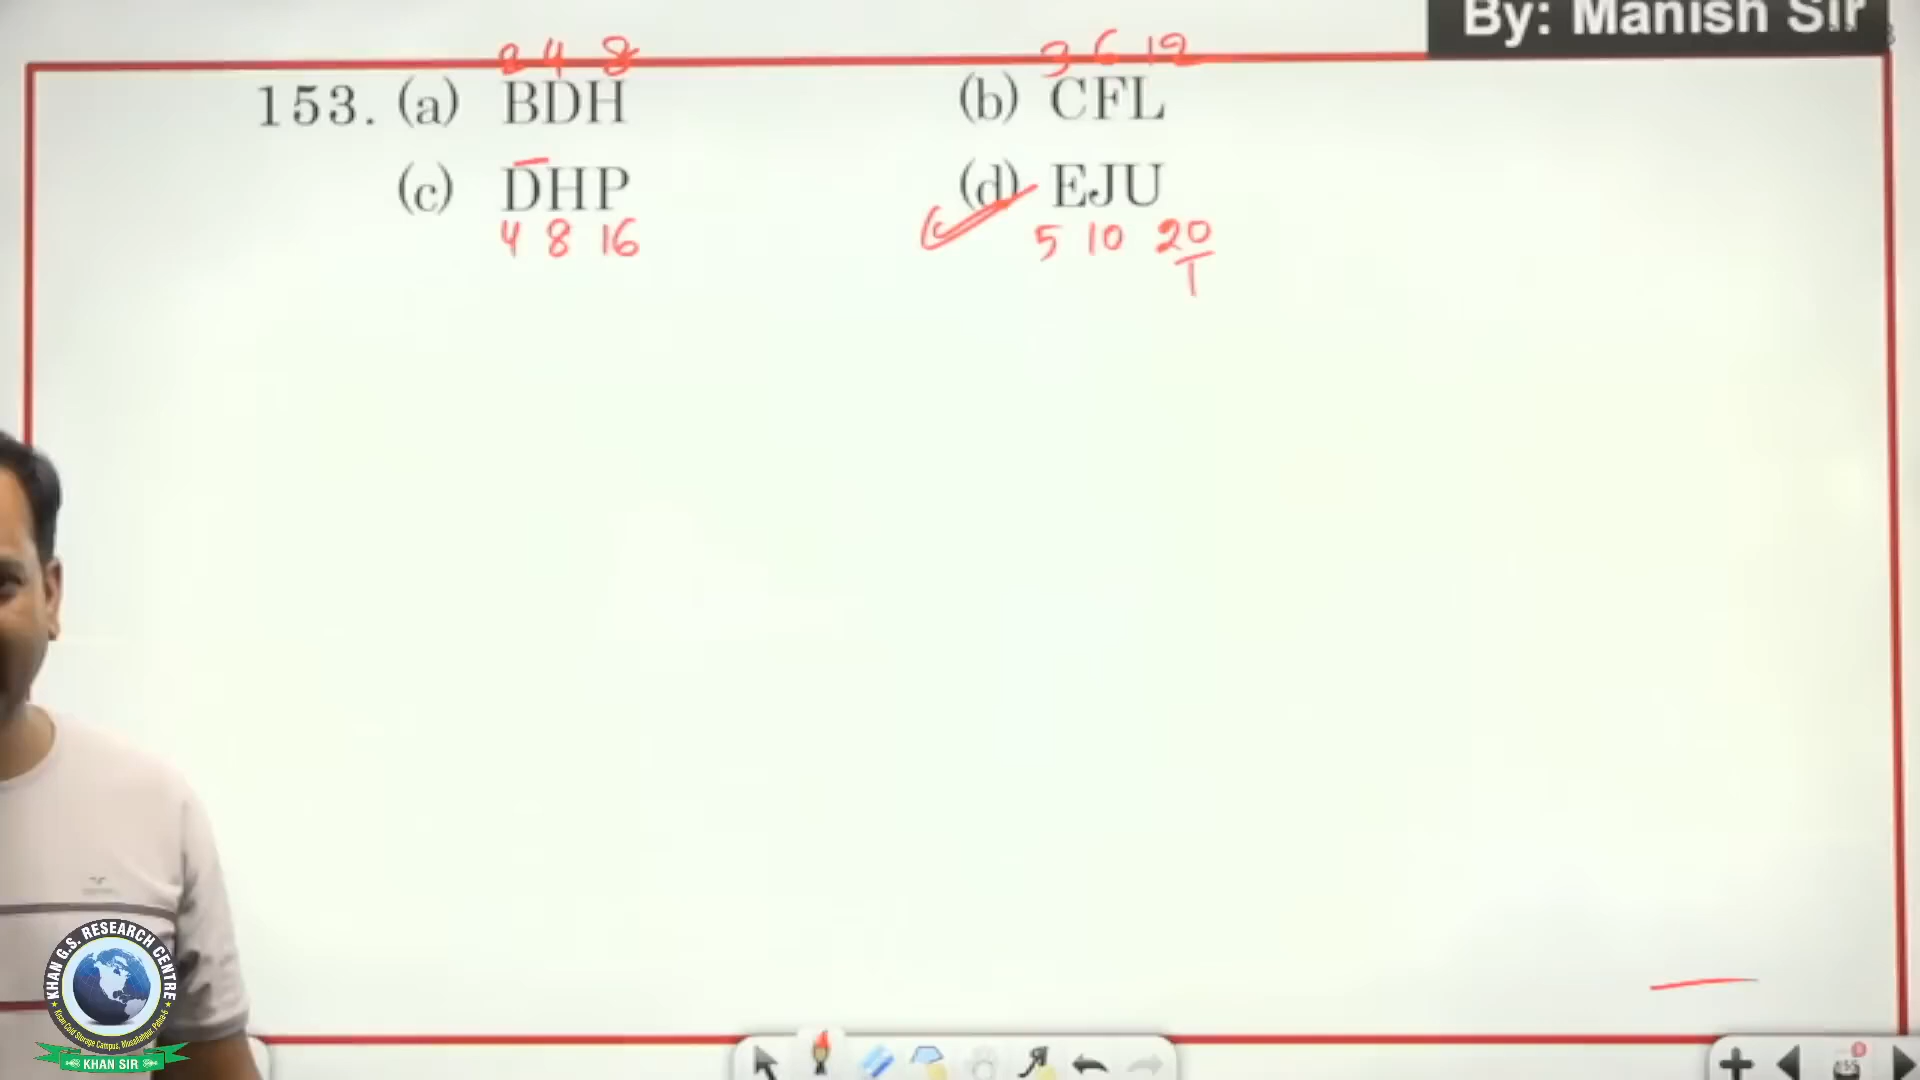 By: Manish Sir
2 4 8
3 6 12
153. (a) BDH
(b) CFL
(c) DHP
(d) EJU
4 8 16
5 10 20
T
KHAN G.S. RESEARCH CENTRE
KHAN SIR